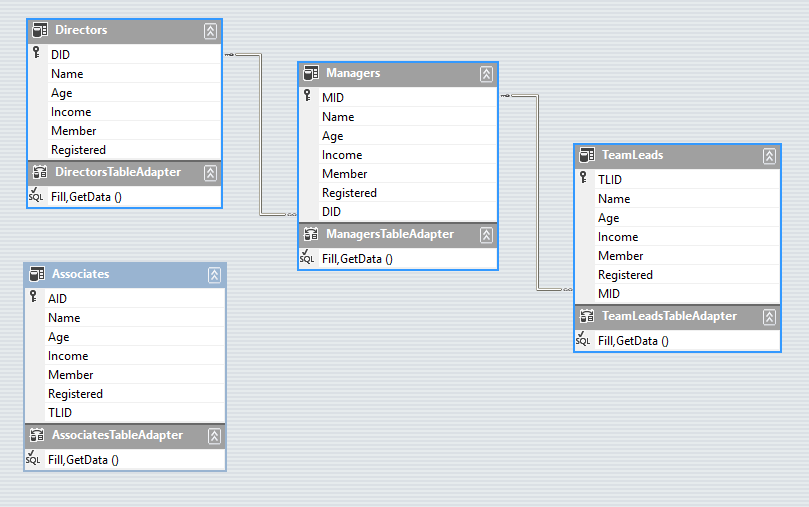 Directors
DID
Name
Age
Income
Member
Registered
DirectorsTableAdapter
SQL Fill,GetData ()
Managers
MID
Name
Age
Income
Member
Registered
DID
ManagersTableAdapter
SQL Fill,GetData ()
TeamLeads
TLID
Name
Age
Income
Member
Registered
MID
TeamLeadsTableAdapter
SQL Fill,GetData ()
Associates
AID
Name
Age
Income
Member
Registered
TLID
AssociatesTableAdapter
SQL Fill,GetData ()